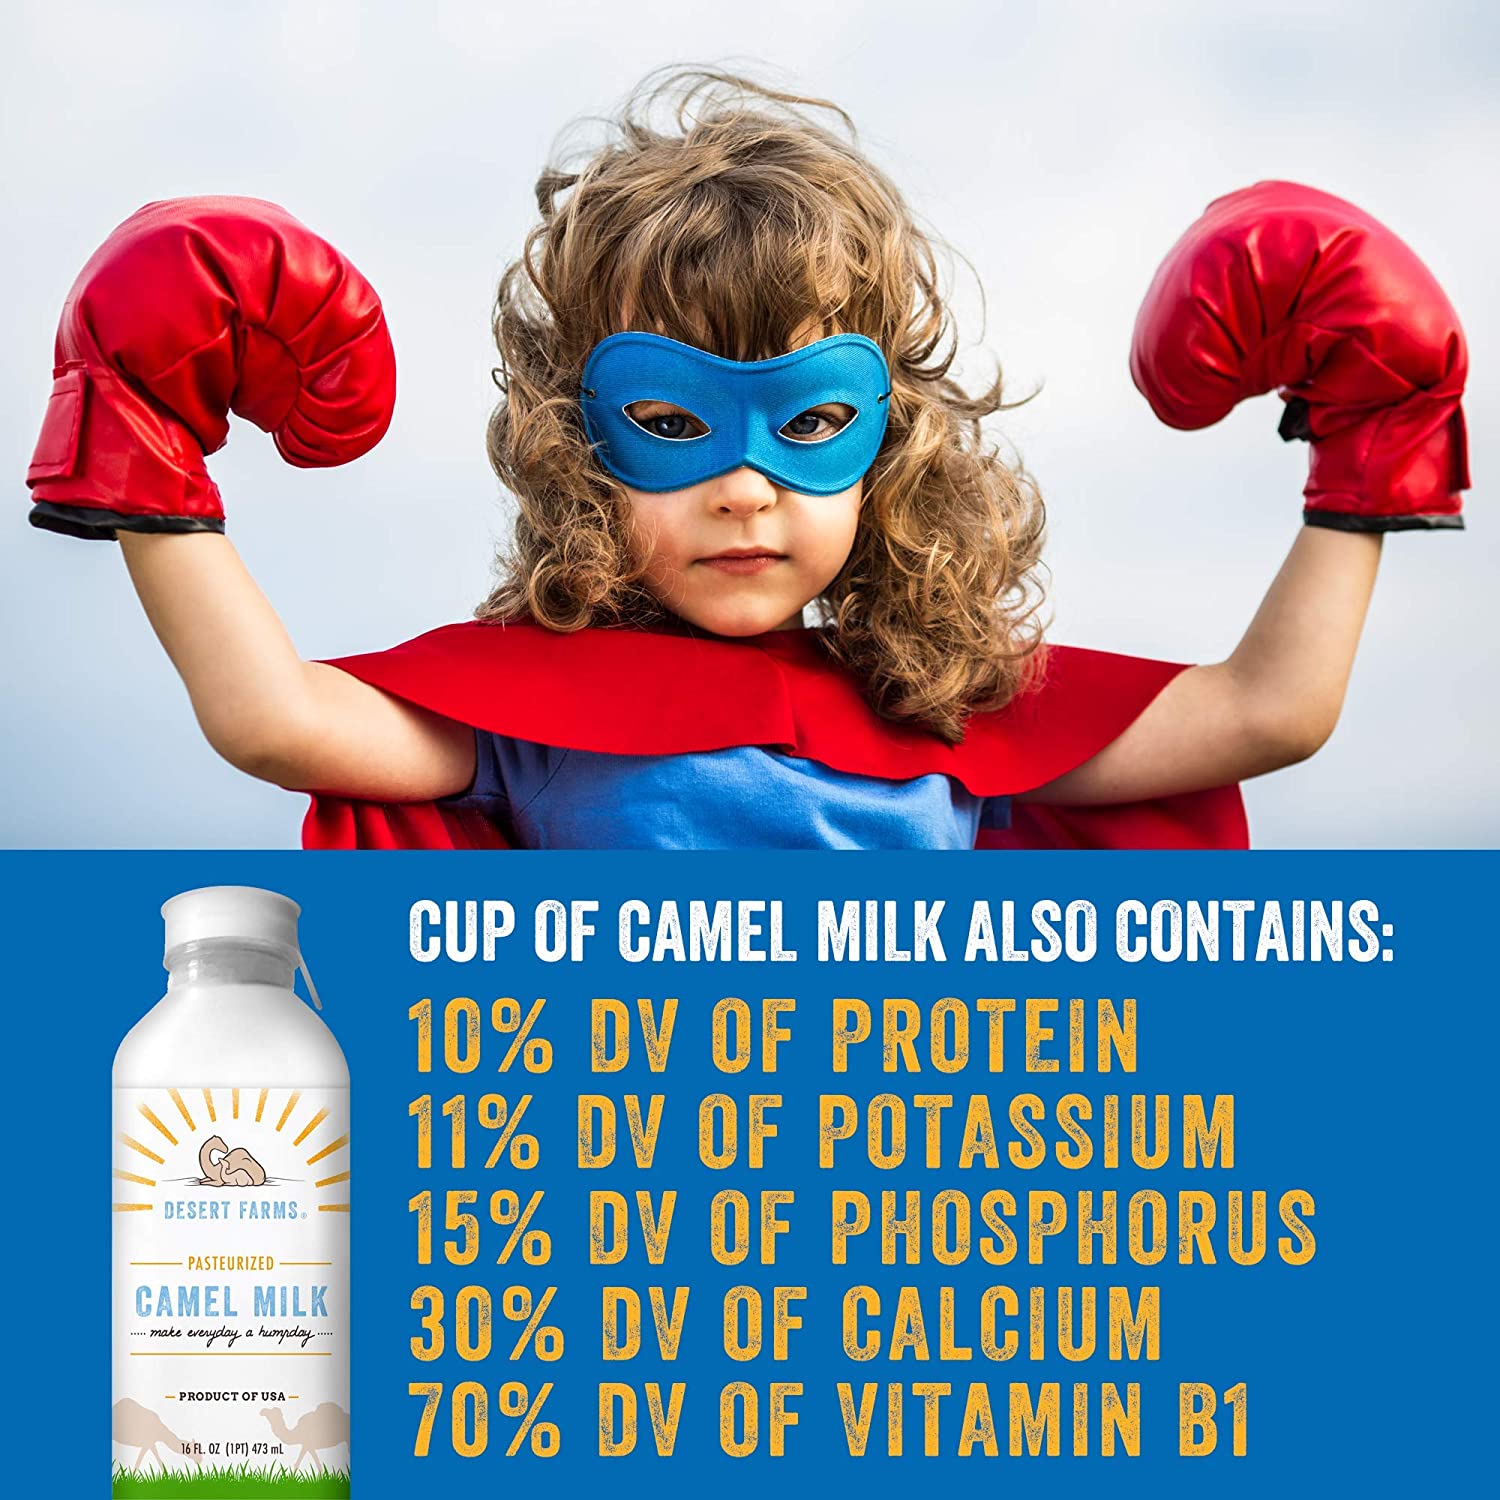 CUP OF CAMEL MILK ALSO CONTAINS:
10% DV OF PROTEIN
11% DV OF POTASSIUM
15% DV OF PHOSPHORUS
30% DV OF CALCIUM
70% DV OF VITAMIN B1
DESERT FARMS®
PASTEURIZED
CAMEL MILK
make everyday a humpday
PRODUCT OF USA
16 FL. OZ (1PT) 473 mL